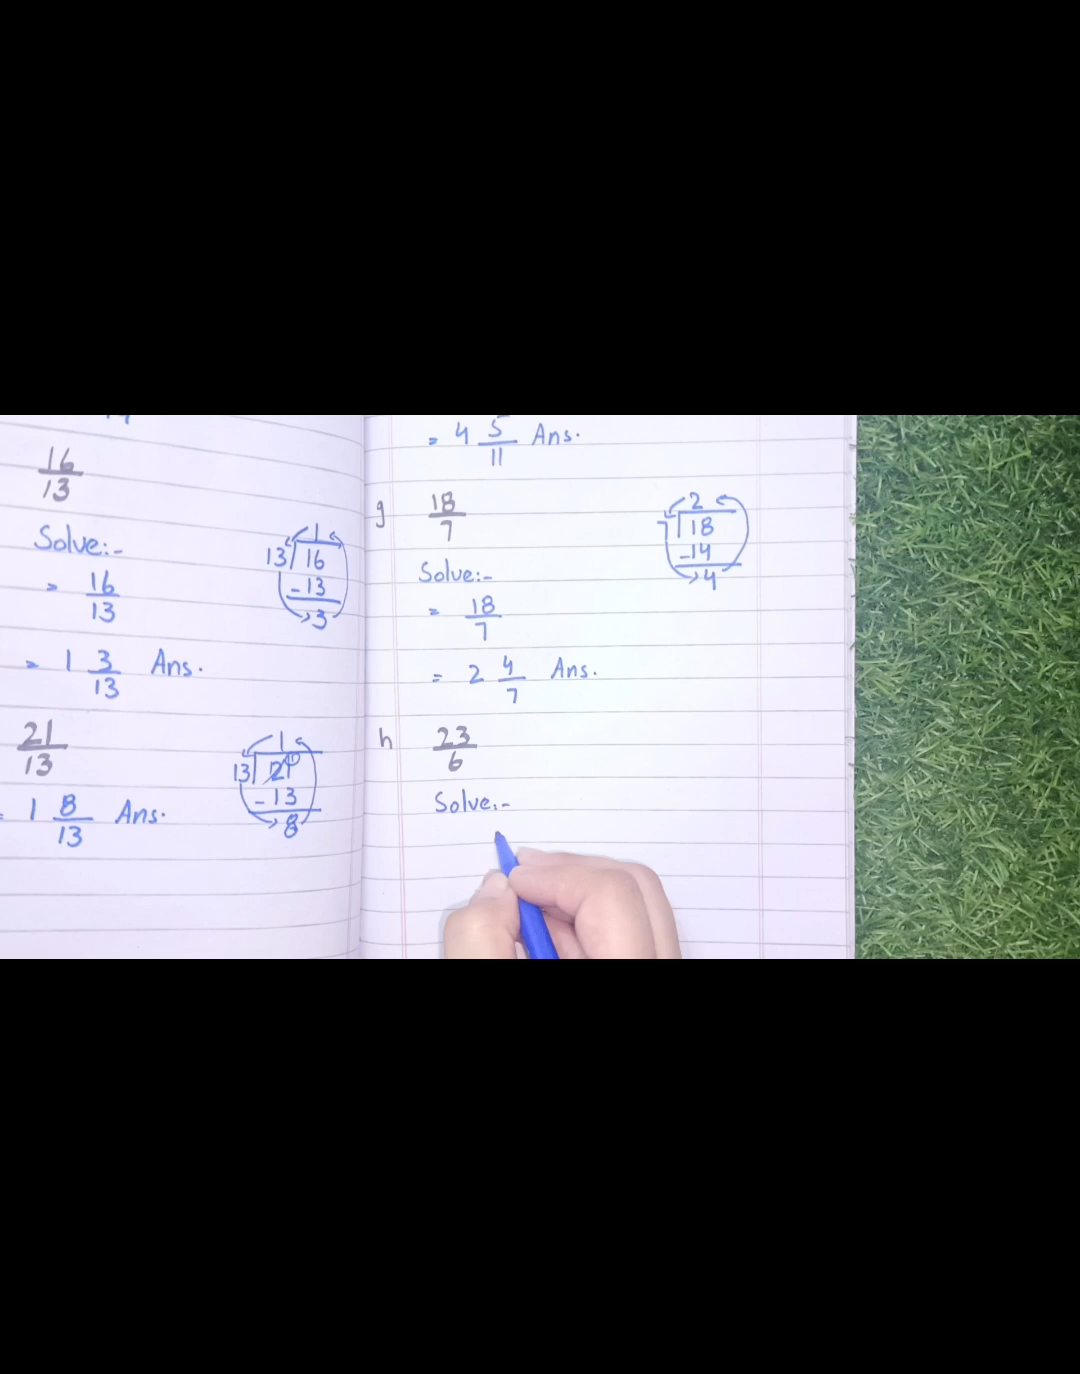 16
13
Solve:-
= 16
13
1
13 16
-13
3
= 1 3 Ans.
13
21
13
1
13 21
-13
8
= 1 8 Ans.
13
= 4 5 Ans.
11
g 18
7
2
7 18
-14
4
Solve:-
= 18
7
= 2 4 Ans.
7
h 23
6
Solve:-